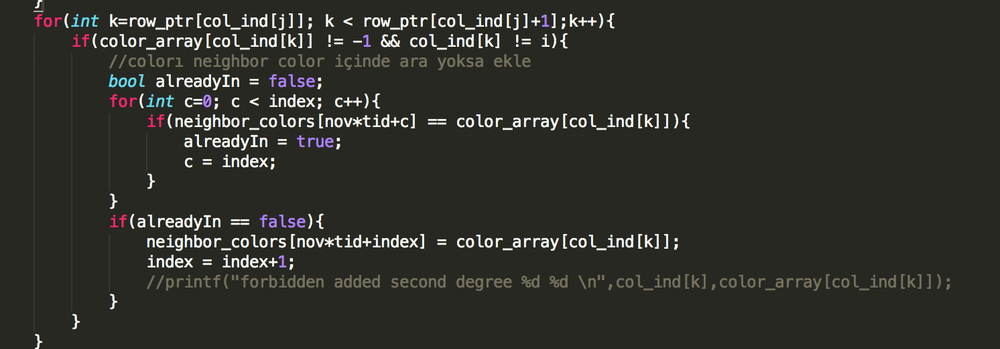 }
for(int k=row_ptr[col_ind[j]]; k < row_ptr[col_ind[j]+1];k++){
if(color_array[col_ind[k]] != -1 && col_ind[k] != i){
//colorı neighbor color içinde ara yoksa ekle
bool alreadyIn = false;
for(int c=0; c < index; c++){
if(neighbor_colors[nov*tid+c] == color_array[col_ind[k]]){
alreadyIn = true;
c = index;
}
}
if(alreadyIn == false){
neighbor_colors[nov*tid+index] = color_array[col_ind[k]];
index = index+1;
//printf("forbidden added second degree %d %d \n",col_ind[k],color_array[col_ind[k]]);
}
}
}